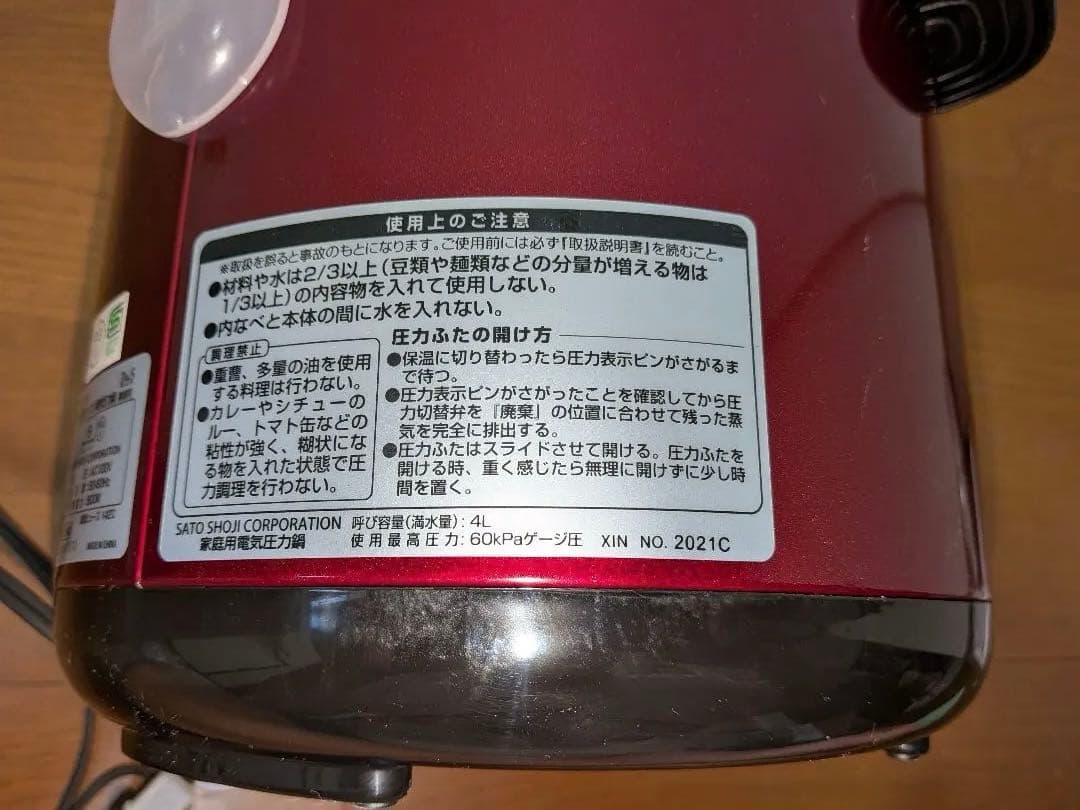 使用上のご注意
※取扱を誤ると事故のもとになります。ご使用前には必ず『取扱説明書』を読むこと。
●材料や水は2/3以上(豆類や麺類などの分量が増える物は
1/3以上)の内容物を入れて使用しない。
●内なべと本体の間に水を入れない。
調理禁止
●重曹、多量の油を使用
する料理は行わない。
●カレーやシチューの
ルー、トマト缶などの
粘性が強く、糊状にな
る物を入れた状態で圧
力調理を行わない。
圧力ふたの開け方
●保温に切り替わったら圧力表示ピンがさがるま
で待つ。
●圧力表示ピンがさがったことを確認してから圧
力切替弁を『廃棄』の位置に合わせて残った蒸
気を完全に排出する。
●圧力ふたはスライドさせて開ける。圧力ふたを
開ける時、重く感じたら無理に開けずに少し時
間を置く。
SATO SHOJI CORPORATION 呼び容量(満水量):4L
家庭用電気圧力鍋 使用最高圧力:60kPaゲージ圧 XIN NO. 2021C
MADE IN CHINA